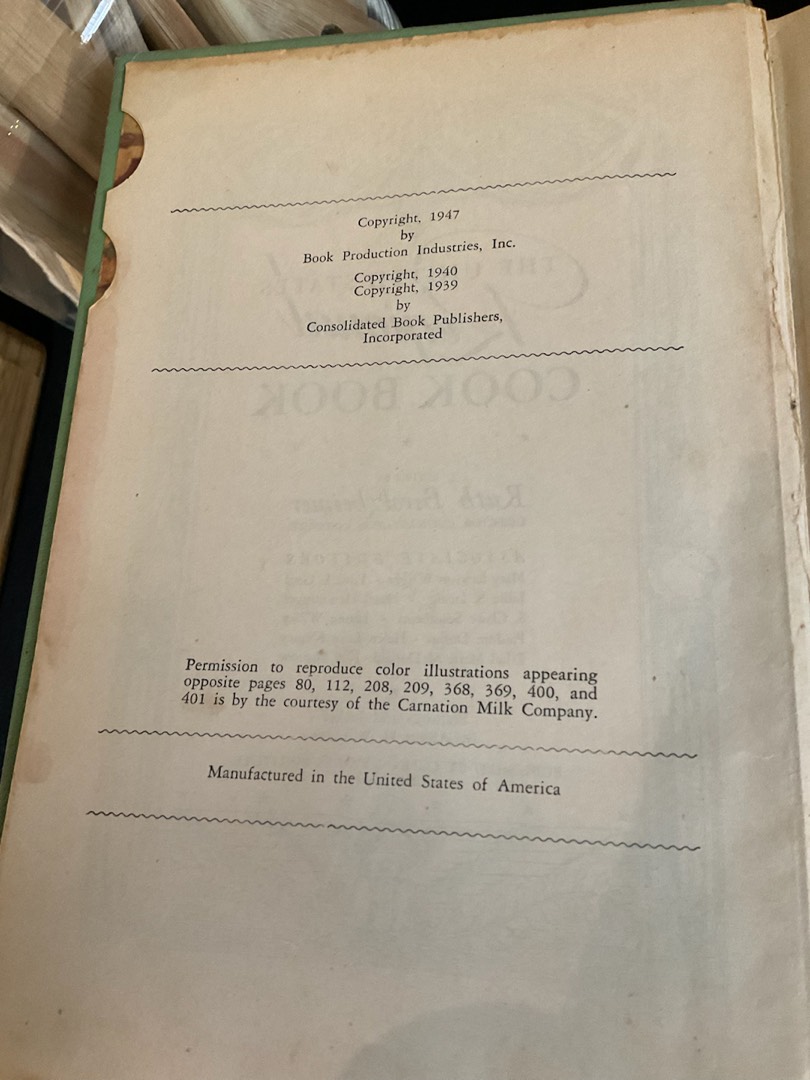 Copyright, 1947
by
Book Production Industries, Inc.
Copyright, 1940
Copyright, 1939
by
Consolidated Book Publishers,
Incorporated
COOK BOOK
Permission to reproduce color illustrations appearing
opposite pages 80, 112, 208, 209, 368, 369, 400, and
401 is by the courtesy of the Carnation Milk Company.
Manufactured in the United States of America